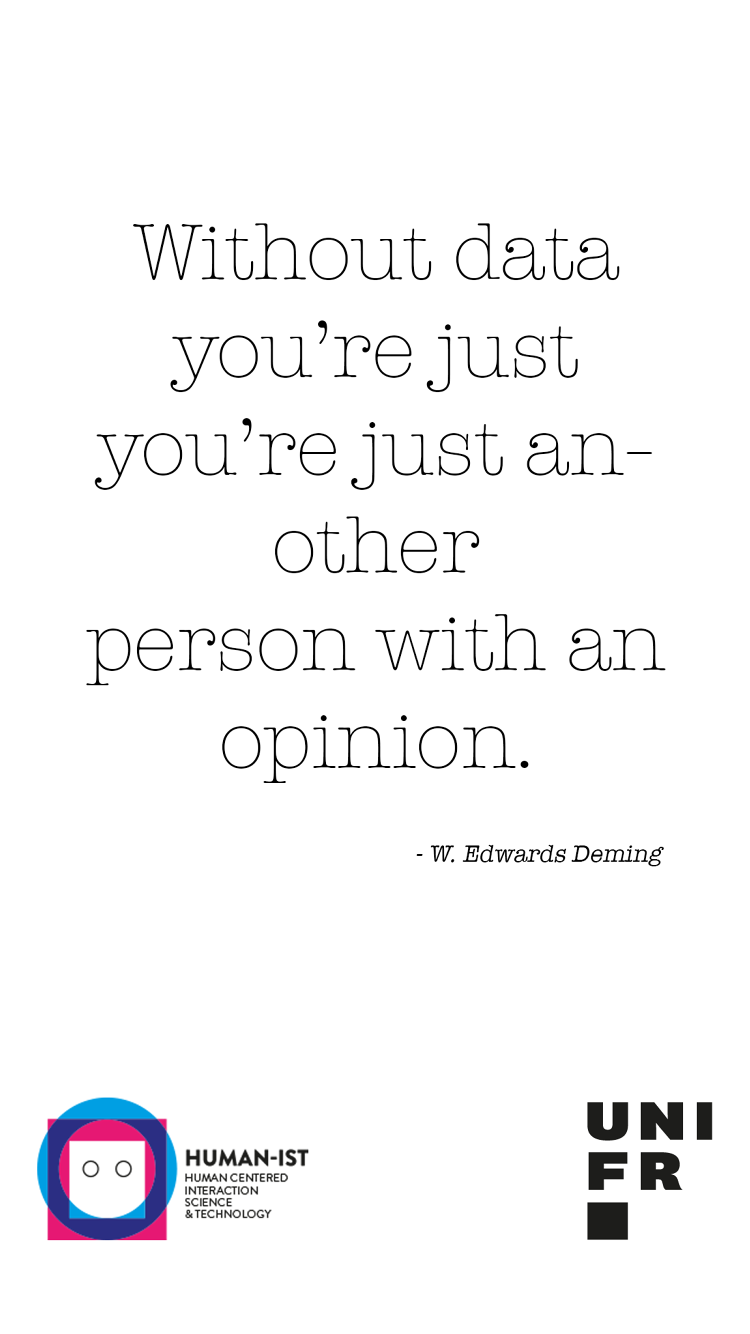 Without data
you're just
you're just an-
other
person with an
opinion.
- W. Edwards Deming
HUMAN-IST
HUMAN CENTERED
INTERACTION
SCIENCE
& TECHNOLOGY
UNI
FR